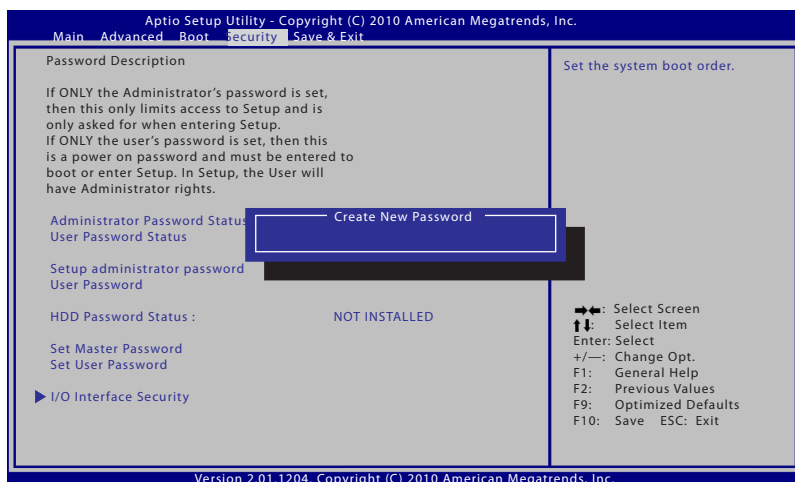 Aptio Setup Utility - Copyright (C) 2010 American Megatrends, Inc.
Main Advanced Boot Security Save & Exit
Password Description
If ONLY the Administrator's password is set,
then this only limits access to Setup and is
only asked for when entering Setup.
If ONLY the user's password is set, then this
is a power on password and must be entered to
boot or enter Setup. In Setup, the User will
have Administrator rights.
Administrator Password Status
User Password Status
Create New Password
Setup administrator password
User Password
HDD Password Status : NOT INSTALLED
Set Master Password
Set User Password
I/O Interface Security
Set the system boot order.
→←: Select Screen
↑↓: Select Item
Enter: Select
+/—: Change Opt.
F1: General Help
F2: Previous Values
F9: Optimized Defaults
F10: Save ESC: Exit
Version 2.01.1204. Copyright (C) 2010 American Megatrends, Inc.